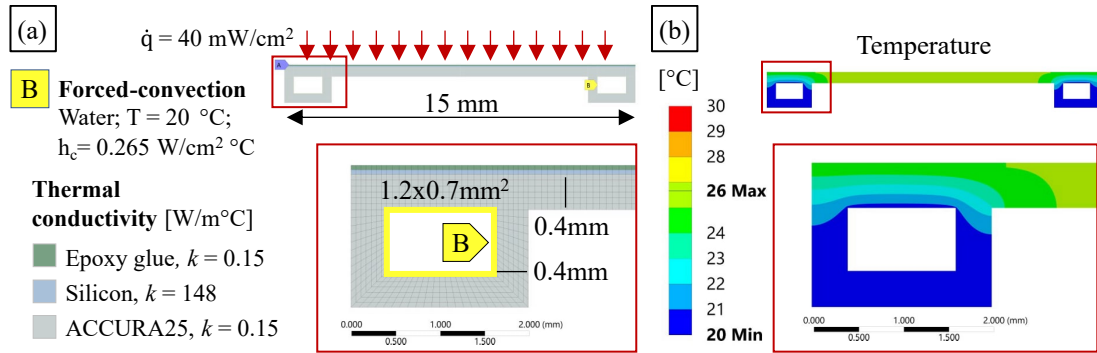 (a)
q̇ = 40 mW/cm²
A
B
B Forced-convection
Water; T = 20 °C;
h_c= 0.265 W/cm² °C
15 mm
Thermal
conductivity [W/m°C]
Epoxy glue, k = 0.15
Silicon, k = 148
ACCURA25, k = 0.15
1.2x0.7mm²
B
0.4mm
0.4mm
0.000 1.000 2.000 (mm)
0.500 1.500
(b)
Temperature
[°C]
30
29
28
26 Max
24
23
22
21
20 Min
0.000 1.000 2.000 (mm)
0.500 1.500